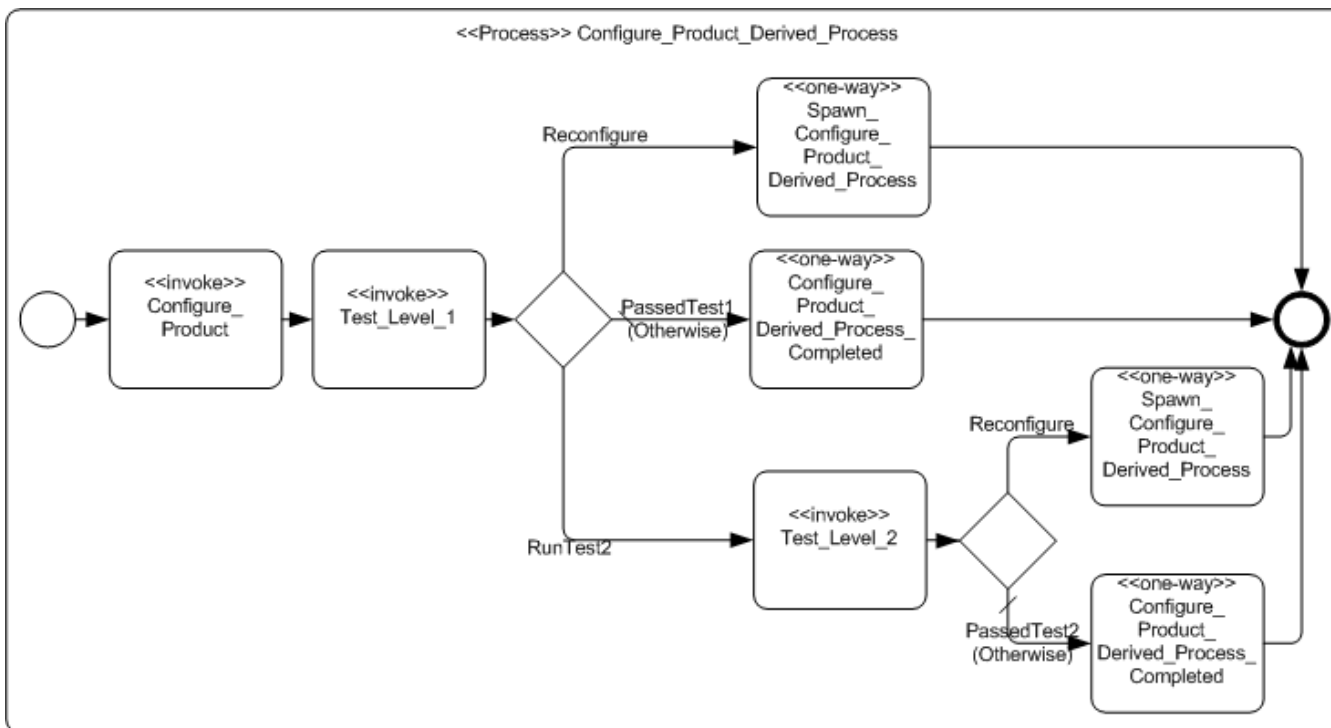 <<Process>> Configure_Product_Derived_Process
<<one-way>>
Spawn_
Configure_
Product_
Derived_Process
Reconfigure
<<invoke>>
Configure_
Product
<<invoke>>
Test_Level_1
PassedTest1
(Otherwise)
<<one-way>>
Configure_
Product_
Derived_Process_
Completed
RunTest2
<<invoke>>
Test_Level_2
Reconfigure
<<one-way>>
Spawn_
Configure_
Product_
Derived_Process
PassedTest2
(Otherwise)
<<one-way>>
Configure_
Product_
Derived_Process_
Completed